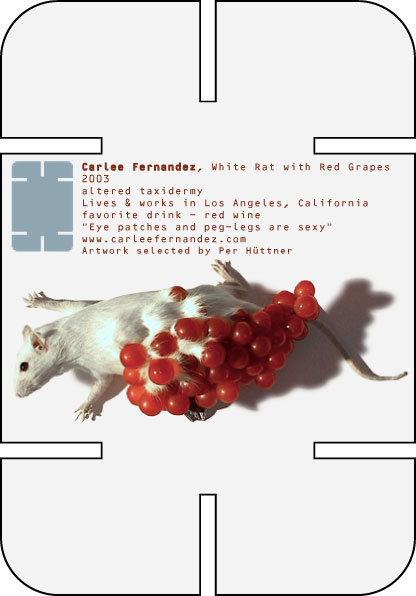 Carlee Fernandez, White Rat with Red Grapes
2003
altered taxidermy
Lives & works in Los Angeles, California
favorite drink - red wine
"Eye patches and peg-legs are sexy"
www.carleefernandez.com
Artwork selected by Per Hüttner